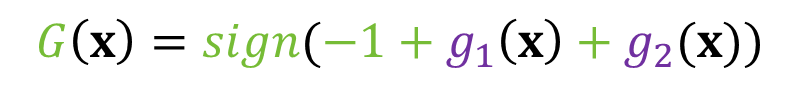 G(x) = sign(−1 + g₁(x) + g₂(x))